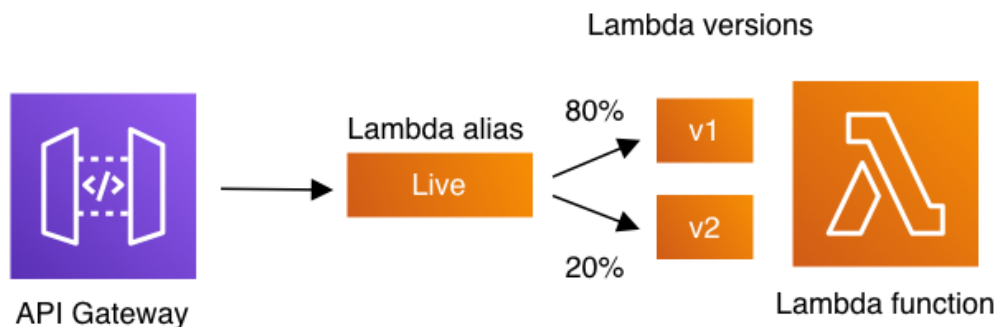 Lambda versions
80%
Lambda alias
v1
</>
Live
v2
20%
API Gateway
Lambda function